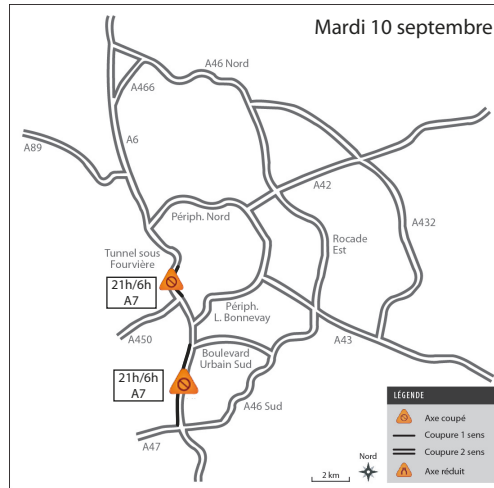 Mardi 10 septembre
A46 Nord
A466
A6
A89
A42
Périph. Nord
A432
Tunnel sous
Fourvière
Rocade
Est
21h/6h
A7
Périph.
L. Bonnevay
A450
A43
Boulevard
Urbain Sud
21h/6h
A7
A46 Sud
A47
LÉGENDE
Axe coupé
Coupure 1 sens
Coupure 2 sens
Axe réduit
Nord
2 km